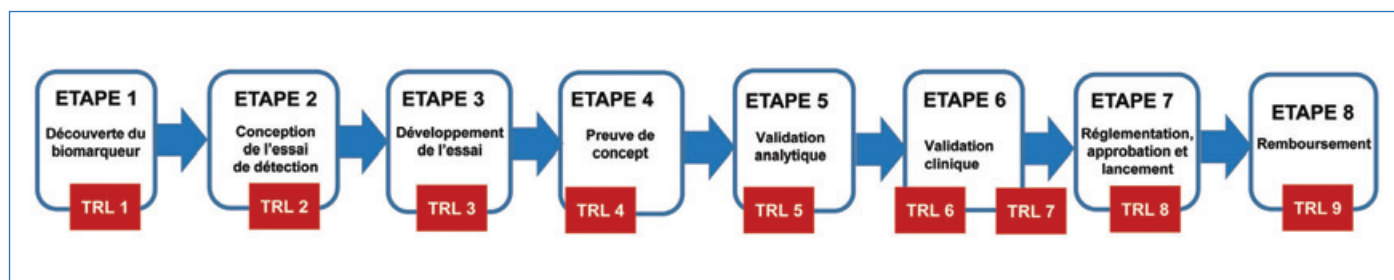 ETAPE 1
Découverte du
biomarqueur
TRL 1
ETAPE 2
Conception
de l'essai
de détection
TRL 2
ETAPE 3
Développement
de l'essai
TRL 3
ETAPE 4
Preuve de
concept
TRL 4
ETAPE 5
Validation
analytique
TRL 5
ETAPE 6
Validation
clinique
TRL 6
TRL 7
ETAPE 7
Réglementation,
approbation et
lancement
TRL 8
ETAPE 8
Remboursement
TRL 9